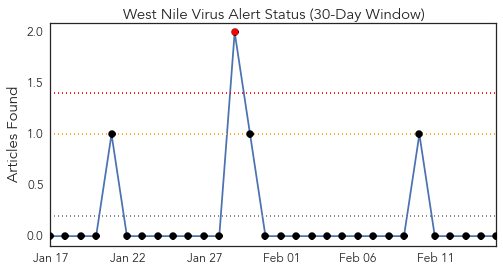 West Nile Virus Alert Status (30-Day Window)
Articles Found
2.0
1.5
1.0
0.5
0.0
Jan 17 Jan 22 Jan 27 Feb 01 Feb 06 Feb 11